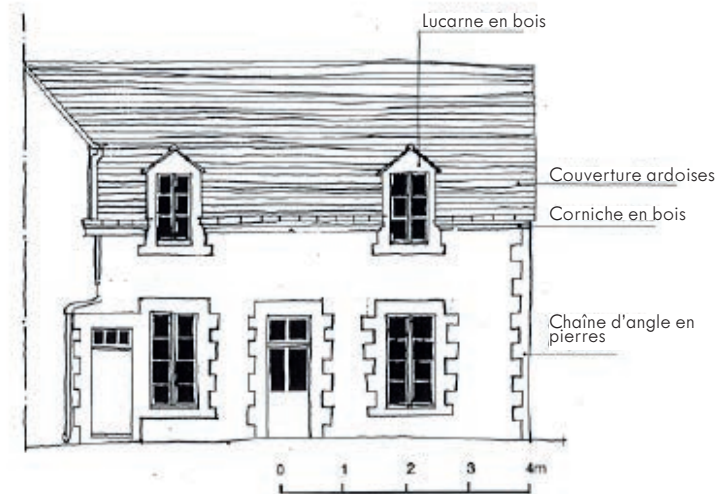 Lucarne en bois
Couverture ardoises
Corniche en bois
Chaîne d'angle en
pierres
0 1 2 3 4m